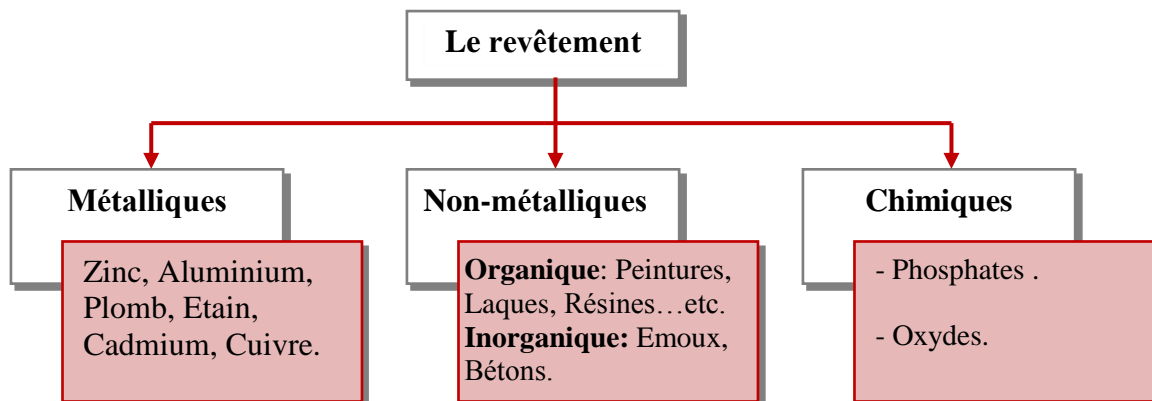 Le revêtement
Métalliques
Zinc, Aluminium,
Plomb, Etain,
Cadmium, Cuivre.
Non-métalliques
Organique: Peintures,
Laques, Résines…etc.
Inorganique: Emoux,
Bétons.
Chimiques
- Phosphates .
- Oxydes.